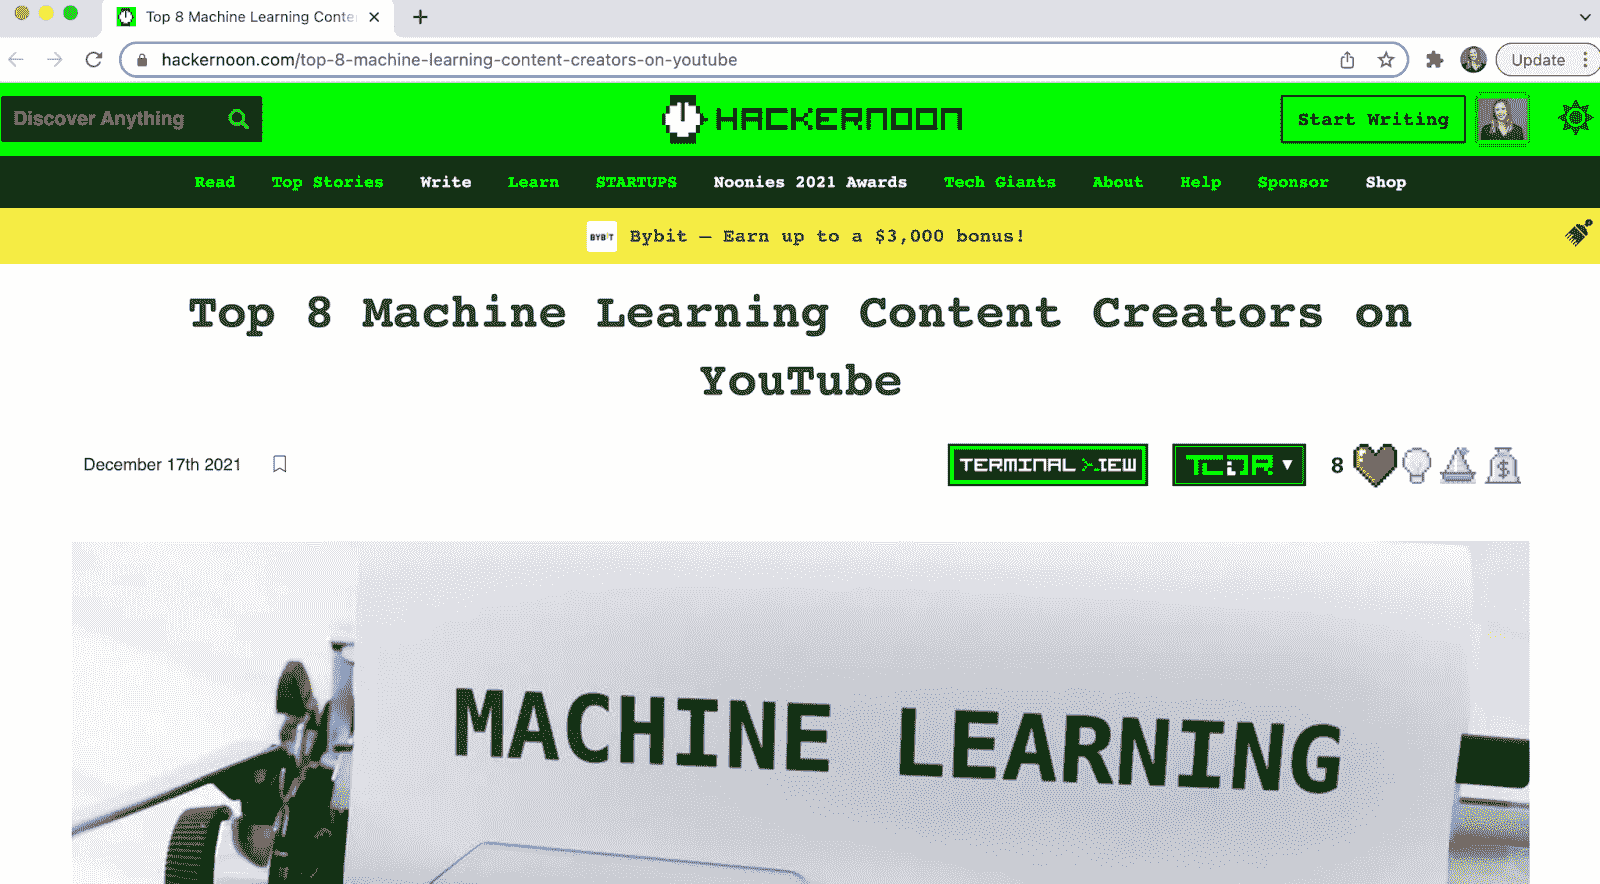 Top 8 Machine Learning Conte
hackernoon.com/top-8-machine-learning-content-creators-on-youtube
Update
Discover Anything
HACKERNOON
Start Writing
Read Top Stories Write Learn STARTUPS Noonies 2021 Awards Tech Giants About Help Sponsor Shop
BYBIT Bybit — Earn up to a $3,000 bonus!
Top 8 Machine Learning Content Creators on
YouTube
December 17th 2021
TERMINAL >_IEW
8
MACHINE LEARNING